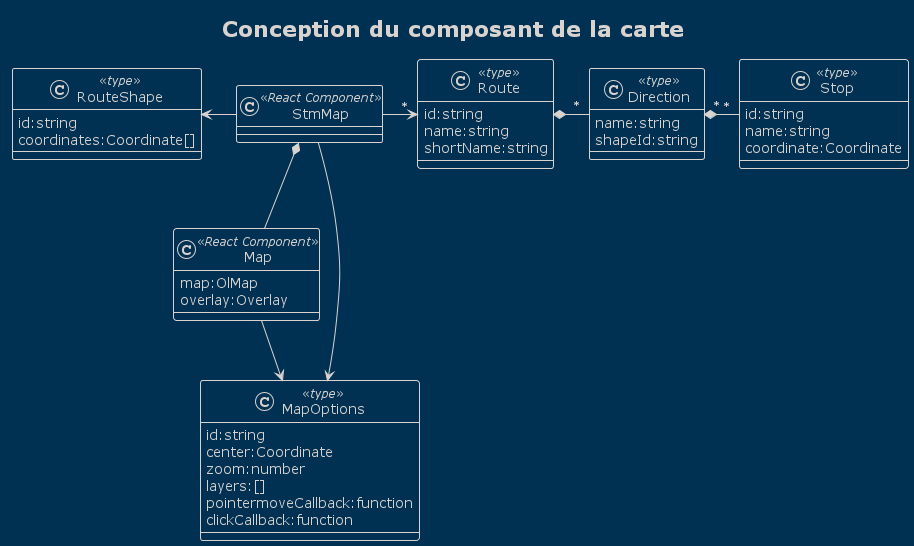 Conception du composant de la carte
C «type»
RouteShape
id:string
coordinates:Coordinate[]
C «React Component»
StmMap
*
C «type»
Route
id:string
name:string
shortName:string
*
C «type»
Direction
name:string
shapeId:string
* *
C «type»
Stop
id:string
name:string
coordinate:Coordinate
C «React Component»
Map
map:OlMap
overlay:Overlay
C «type»
MapOptions
id:string
center:Coordinate
zoom:number
layers:[]
pointermoveCallback:function
clickCallback:function